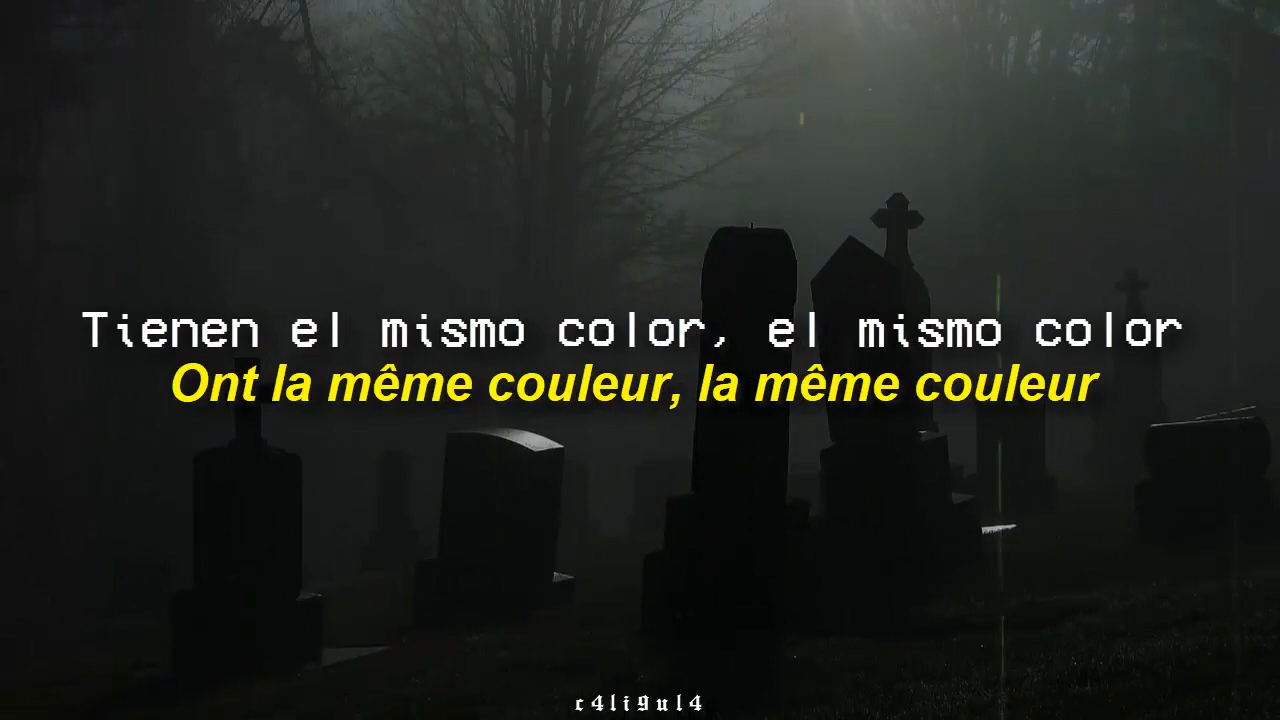 Tienen el mismo color, el mismo color
Ont la même couleur, la même couleur
c4li9ul4